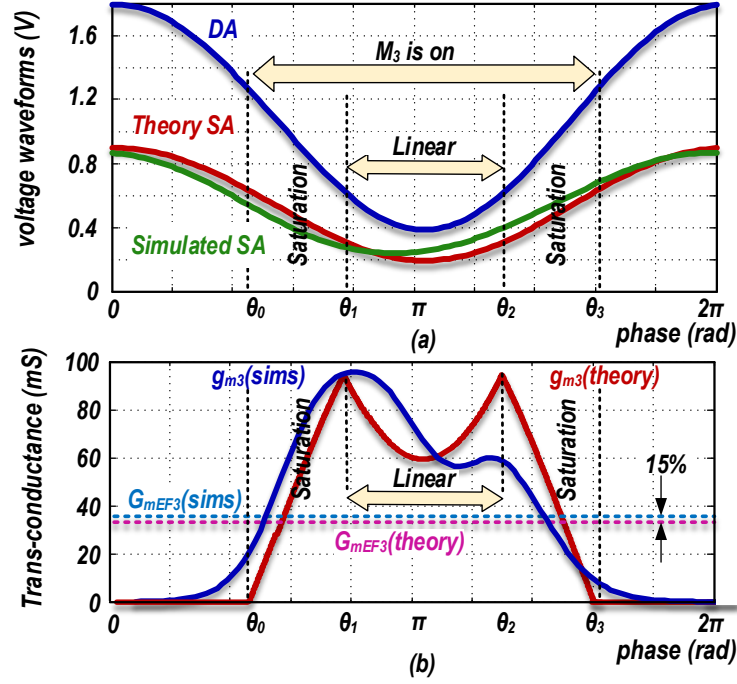 voltage waveforms (V)
1.6
1.2
0.8
0.4
0
DA
M3 is on
Theory SA
Linear
Simulated SA
Saturation
Saturation
0 θ0 θ1 π θ2 θ3 2π
phase (rad)
(a)
Trans-conductance (mS)
100
80
60
40
20
0
gm3(sims)
gm3(theory)
Saturation
Saturation
15%
Linear
GmEF3(sims)
GmEF3(theory)
0 θ0 θ1 π θ2 θ3 2π
phase (rad)
(b)